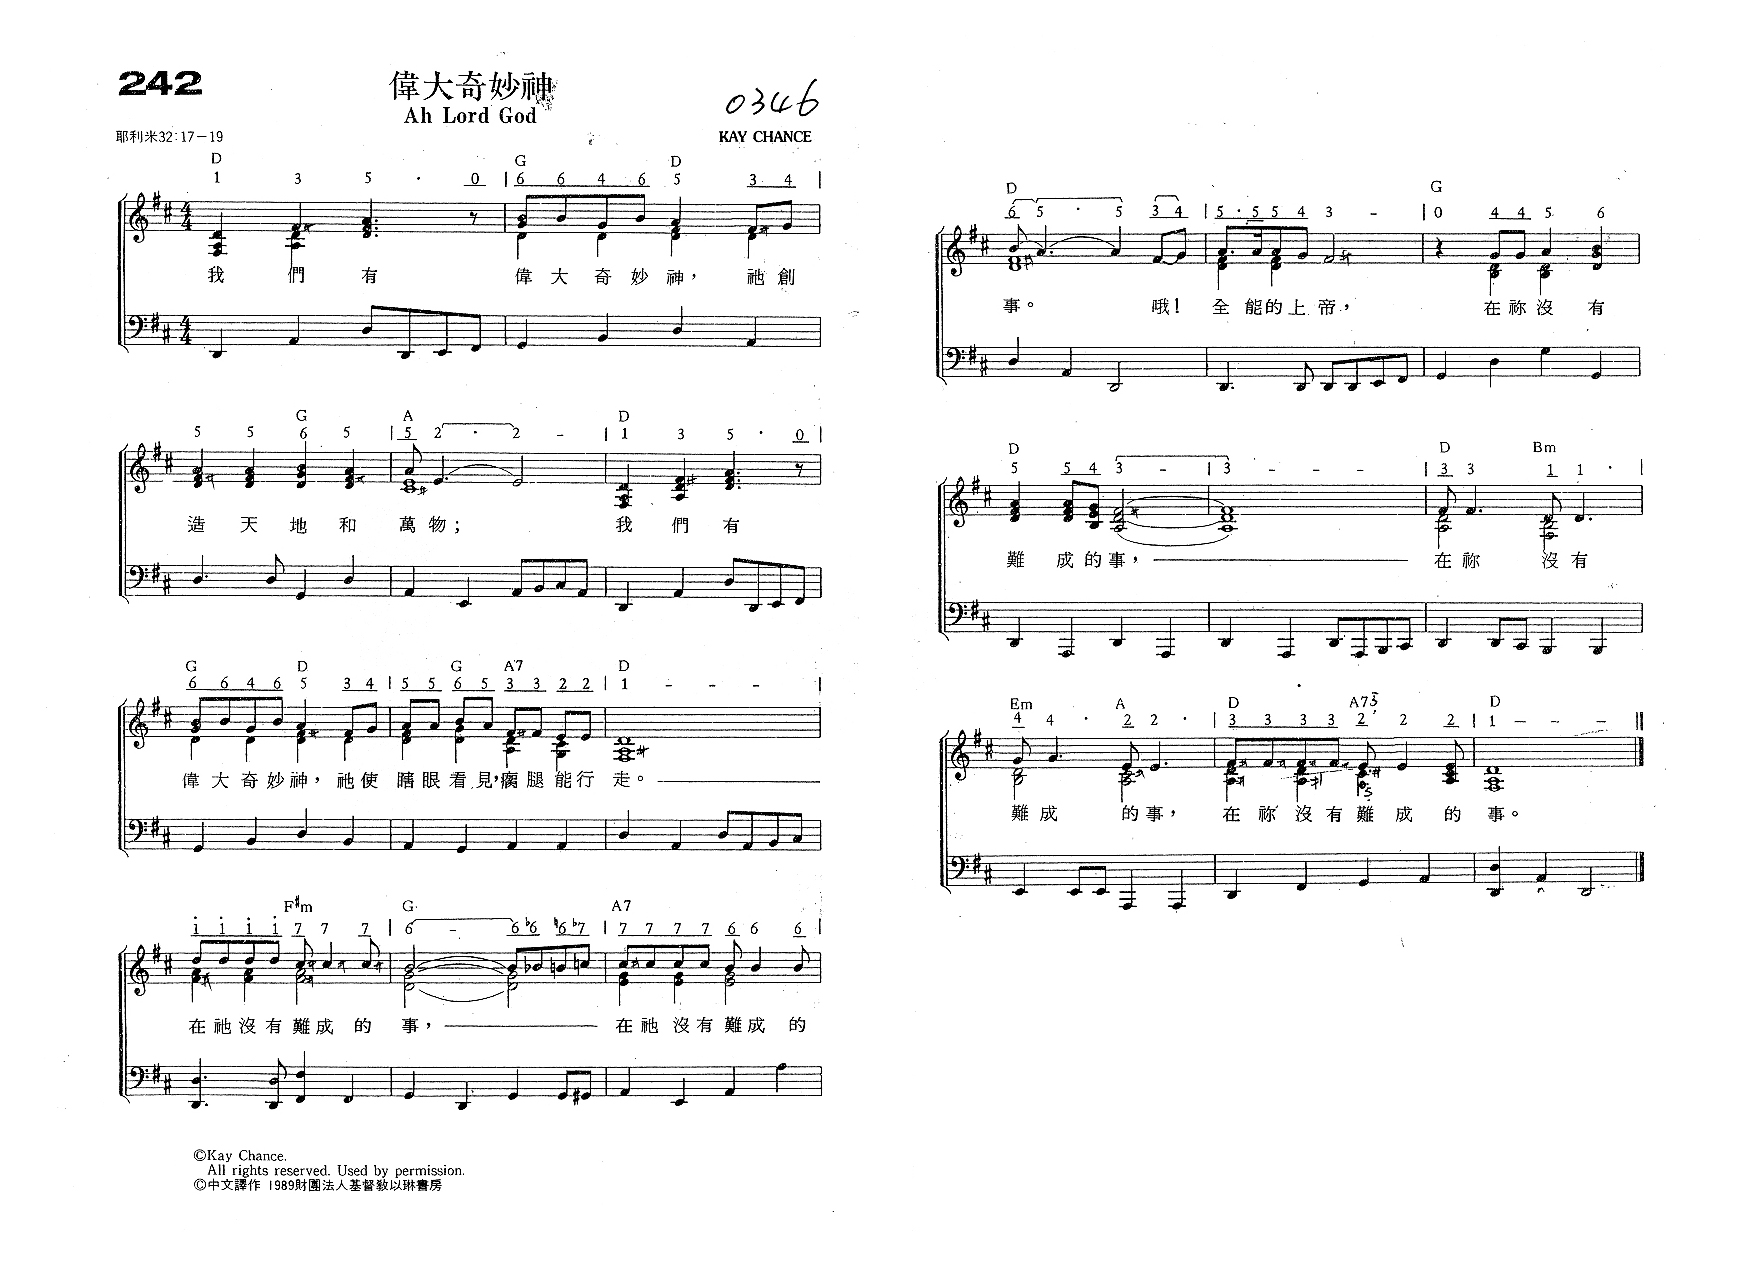 242
偉大奇妙神
Ah Lord God
0346
耶利米32:17－19
KAY CHANCE
D G D
1 3 5 · 0 | 6 6 4 6 5 3 4 |
我 們 有 偉 大 奇 妙 神， 祂 創
G A D
5 5 6 5 | 5 2 · 2 - | 1 3 5 · 0 |
造 天 地 和 萬 物； 我 們 有
G D G A7 D
6 6 4 6 5 3 4 | 5 5 6 5 3 3 2 2 | 1 - - - |
偉 大 奇 妙 神， 祂 使 瞎 眼 看 見，瘸 腿 能 行 走。
F#m G A7
i i i i 7 7 7 | 6 - 6 ♭6 ♮6 ♭7 | 7 7 7 7 6 6 6 |
在 祂 沒 有 難 成 的 事， 在 祂 沒 有 難 成 的
©Kay Chance.
All rights reserved. Used by permission.
©中文譯作 1989財團法人基督教以琳書房
D G
6 5 · 5 3 4 | 5 · 5 5 4 3 - | 0 4 4 5 6
事。 哦！ 全 能 的 上 帝， 在 祢 沒 有
D D Bm
5 5 4 3 | 3 - - - | 3 3 1 1 · |
難 成 的 事， 在 祢 沒 有
Em A D A75 D
4 4 · 2 2 · | 3 3 3 3 2 2 2 | 1 - - - ‖
難 成 的 事， 在 祢 沒 有 難 成 的 事。